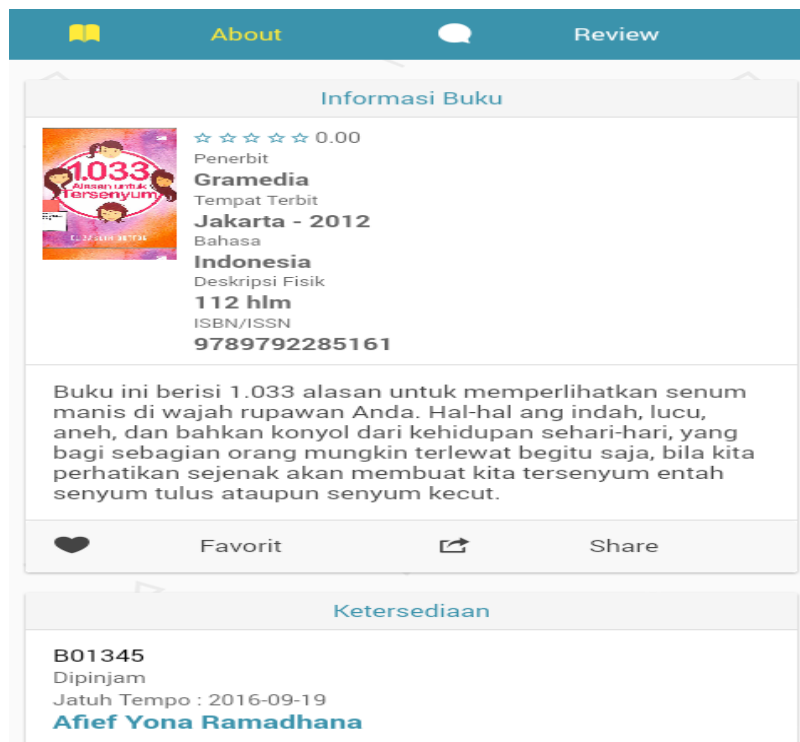 About
Review
Informasi Buku
1.033
Alasan untuk
Tersenyum
0.00
Penerbit
Gramedia
Tempat Terbit
Jakarta - 2012
Bahasa
Indonesia
Deskripsi Fisik
112 hlm
ISBN/ISSN
9789792285161
Buku ini berisi 1.033 alasan untuk memperlihatkan senum
manis di wajah rupawan Anda. Hal-hal ang indah, lucu,
aneh, dan bahkan konyol dari kehidupan sehari-hari, yang
bagi sebagian orang mungkin terlewat begitu saja, bila kita
perhatikan sejenak akan membuat kita tersenyum entah
senyum tulus ataupun senyum kecut.
Favorit
Share
Ketersediaan
B01345
Dipinjam
Jatuh Tempo : 2016-09-19
Afief Yona Ramadhana